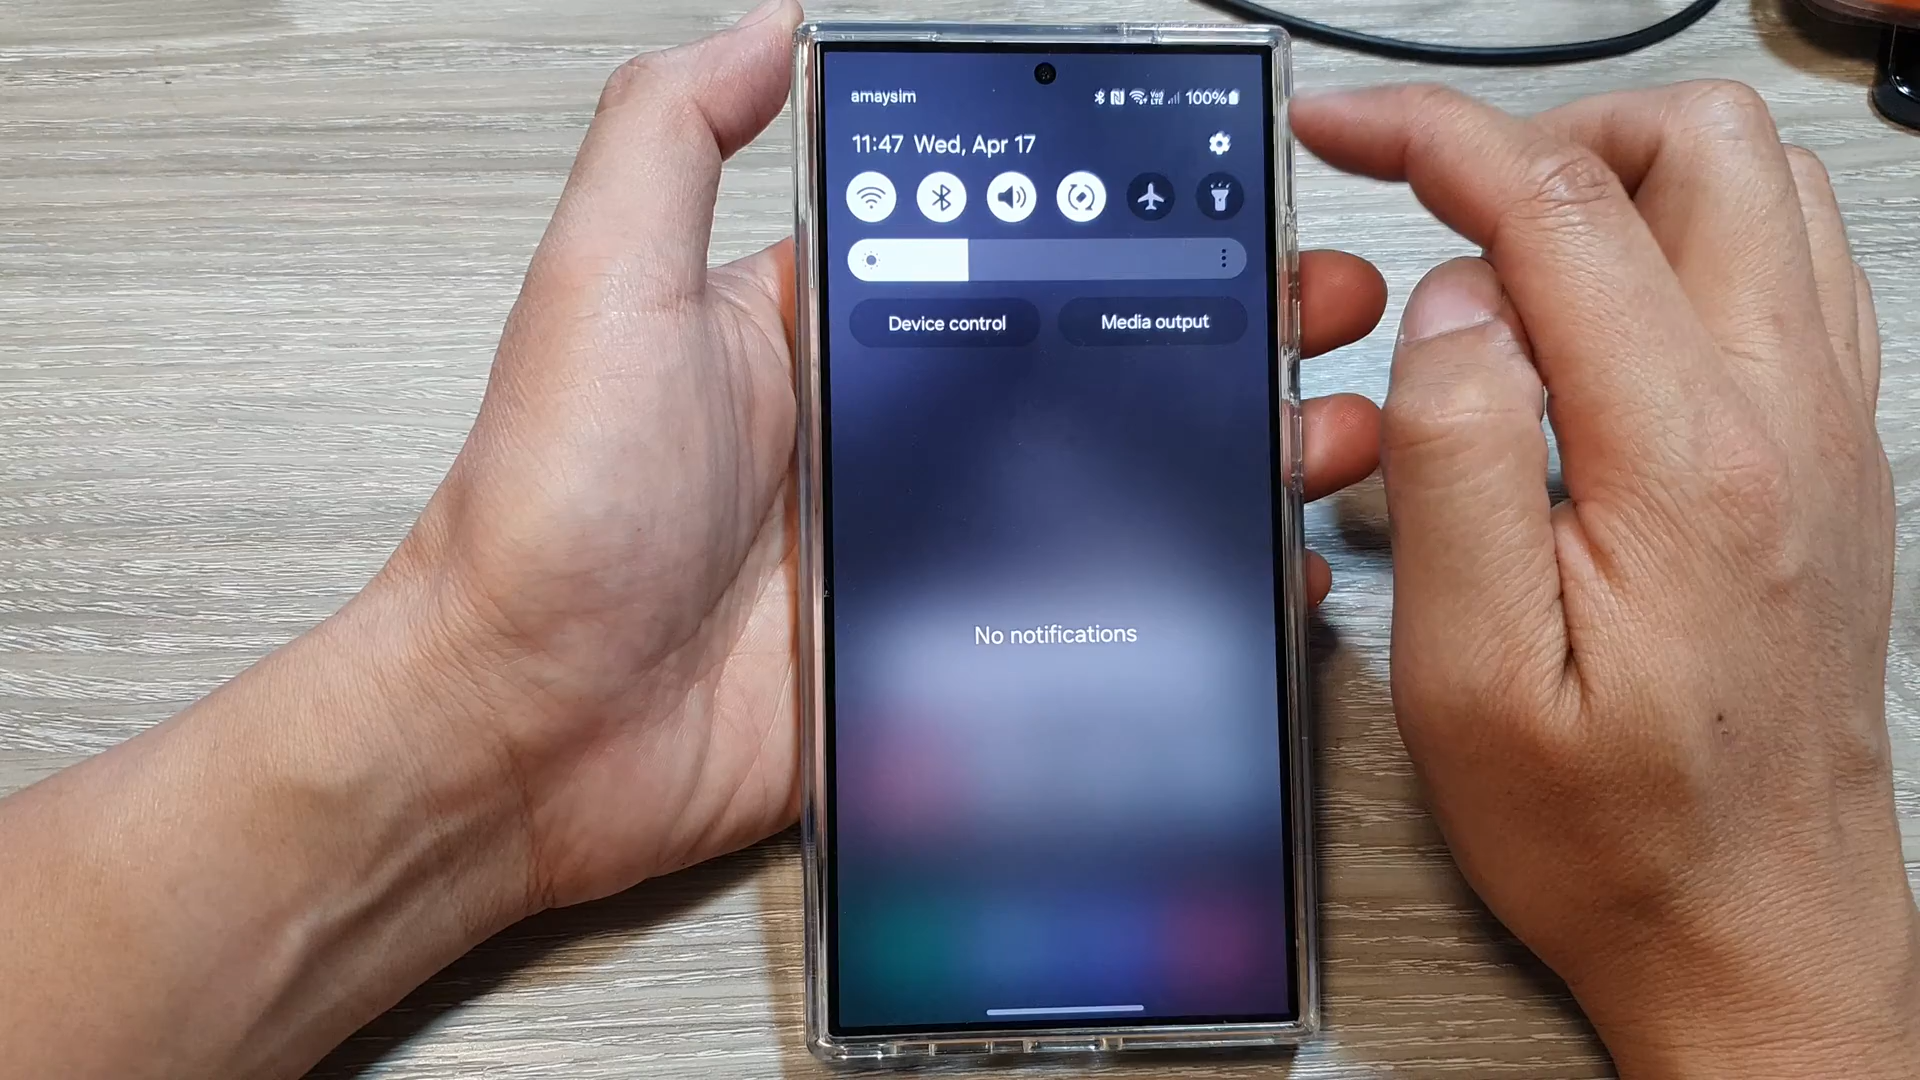 amaysim 100%
11:47 Wed, Apr 17
Device control Media output
No notifications